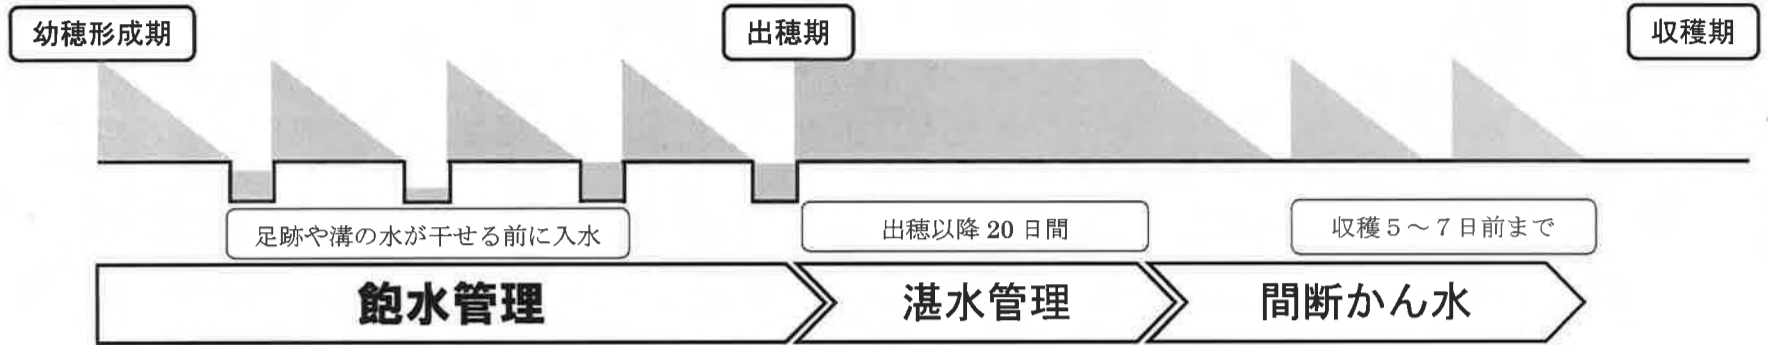 幼穂形成期
出穂期
収穫期
足跡や溝の水が干せる前に入水
出穂以降 20 日間
収穫５～７日前まで
飽水管理
湛水管理
間断かん水